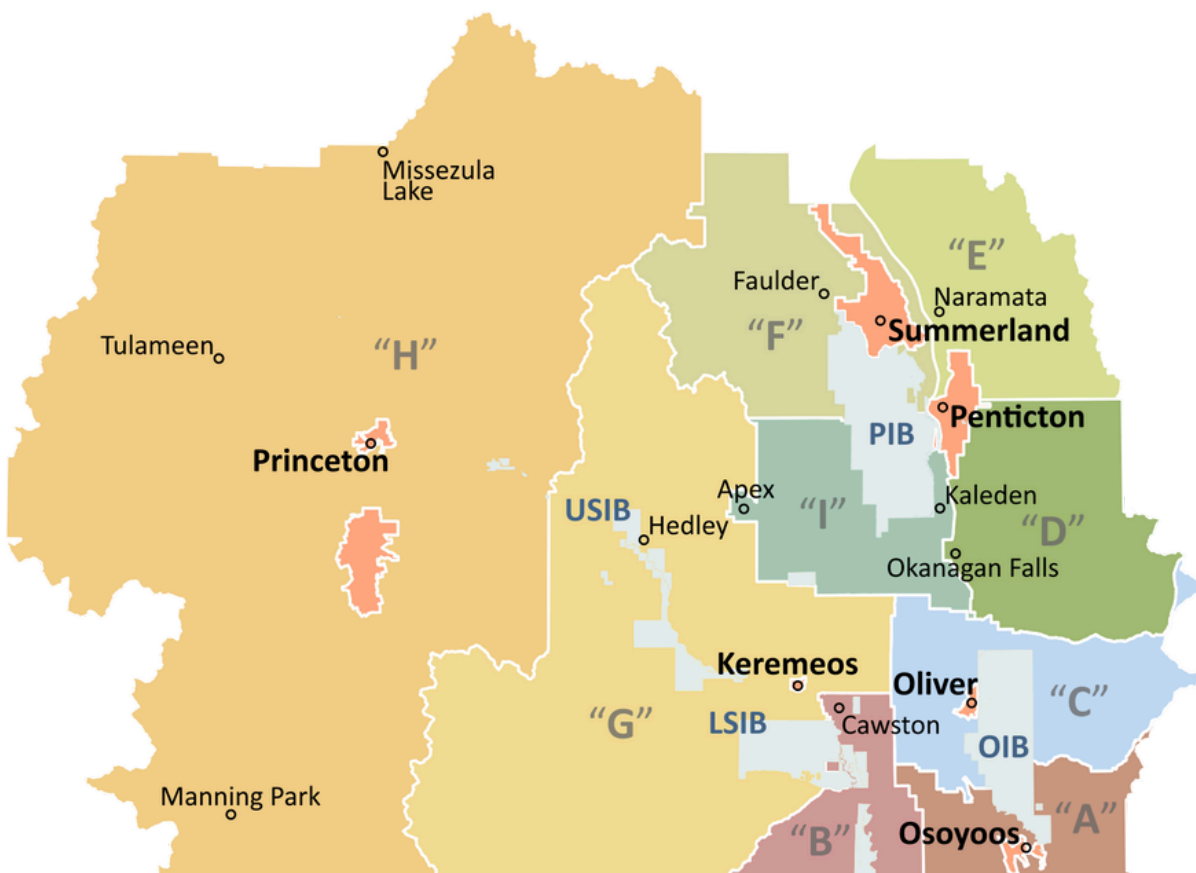 Missezula
Lake
“E”
Faulder
Naramata
Summerland
“F”
Tulameen
“H”
Penticton
PIB
Princeton
Apex
Kaleden
“I”
USIB
Hedley
“D”
Okanagan Falls
Keremeos
Oliver
“C”
“G”
LSIB
Cawston
OIB
Manning Park
“A”
“B”
Osoyoos